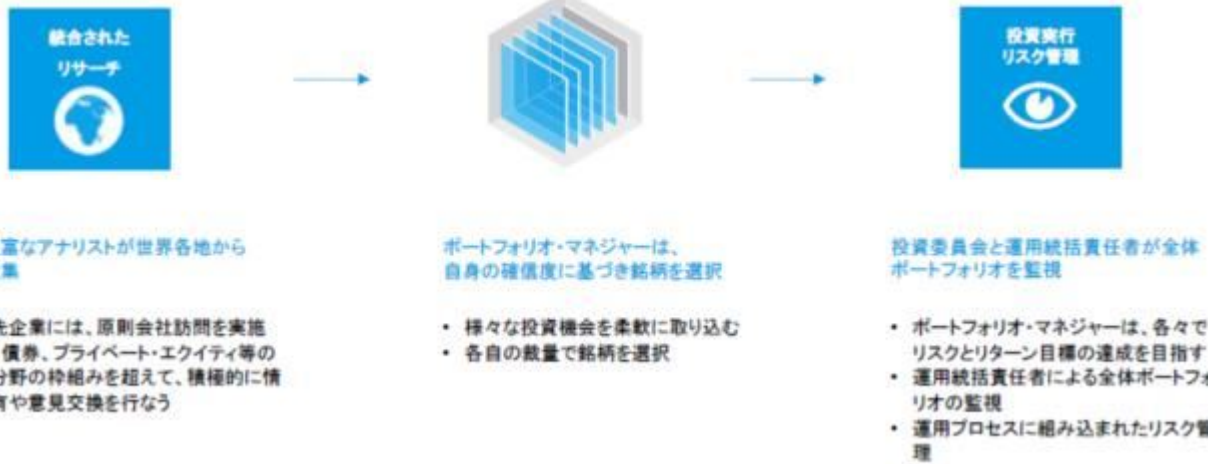 統合された
リサーチ
投資実行
リスク管理
富なアナリストが世界各地から
集
先企業には、原則会社訪問を実施
債券、プライベート・エクイティ等の
分野の枠組みを超えて、積極的に情
有や意見交換を行なう
ポートフォリオ・マネジャーは、
自身の確信度に基づき銘柄を選択
• 様々な投資機会を柔軟に取り込む
• 各自の裁量で銘柄を選択
投資委員会と運用統括責任者が全体
ポートフォリオを監視
• ポートフォリオ・マネジャーは、各々で
リスクとリターン目標の達成を目指す
• 運用統括責任者による全体ポートフォ
リオの監視
• 運用プロセスに組み込まれたリスク管
理